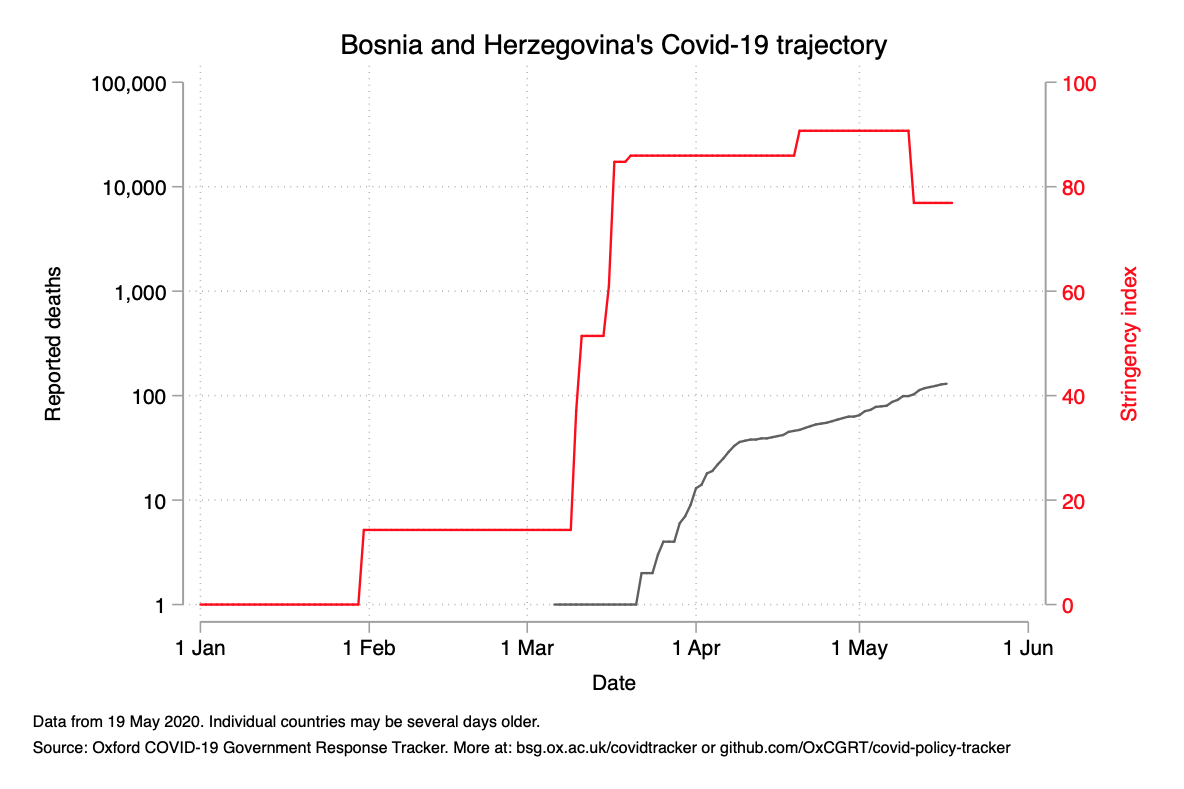 Bosnia and Herzegovina's Covid-19 trajectory
100,000
10,000
1,000
100
10
1
Reported deaths
100
80
60
40
20
0
Stringency index
1 Jan
1 Feb
1 Mar
1 Apr
1 May
1 Jun
Date
Data from 19 May 2020. Individual countries may be several days older.
Source: Oxford COVID-19 Government Response Tracker. More at: bsg.ox.ac.uk/covidtracker or github.com/OxCGRT/covid-policy-tracker